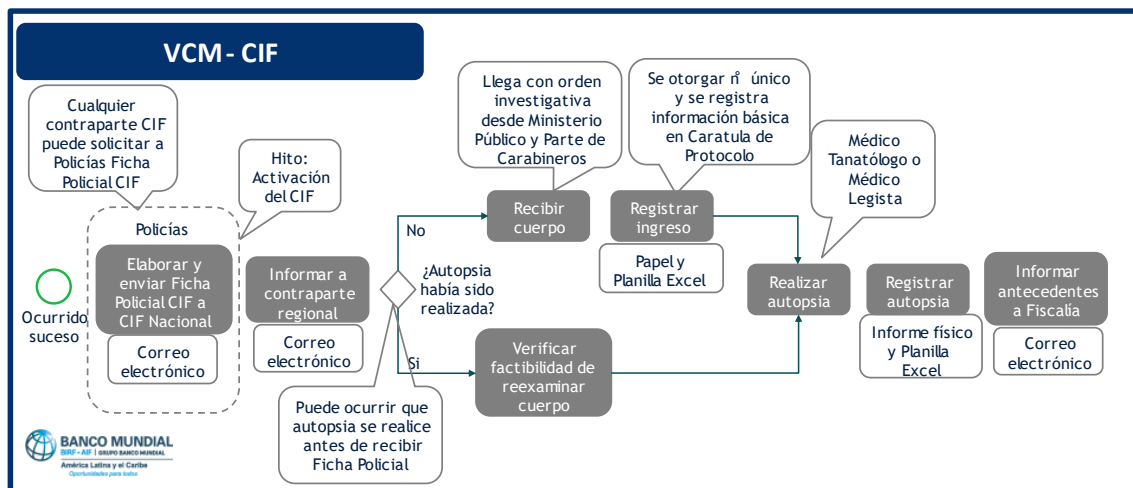 VCM - CIF
Cualquier
contraparte CIF
puede solicitar a
Policías Ficha
Policial CIF
Hito:
Activación
del CIF
Llega con orden
investigativa
desde Ministerio
Público y Parte de
Carabineros
Se otorgar nº único
y se registra
información básica
en Caratula de
Protocolo
Médico
Tanatólogo o
Médico
Legista
Policías
Ocurrido
suceso
Elaborar y
enviar Ficha
Policial CIF a
CIF Nacional
Correo
electrónico
Informar a
contraparte
regional
Correo
electrónico
No
¿Autopsia
había sido
realizada?
Si
Recibir
cuerpo
Registrar
ingreso
Papel y
Planilla Excel
Verificar
factibilidad de
reexaminar
cuerpo
Realizar
autopsia
Registrar
autopsia
Informe físico
y Planilla
Excel
Informar
antecedentes
a Fiscalía
Correo
electrónico
Puede ocurrir que
autopsia se realice
antes de recibir
Ficha Policial
BANCO MUNDIAL
BIRF • AIF | GRUPO BANCO MUNDIAL
América Latina y el Caribe
Oportunidades para todos